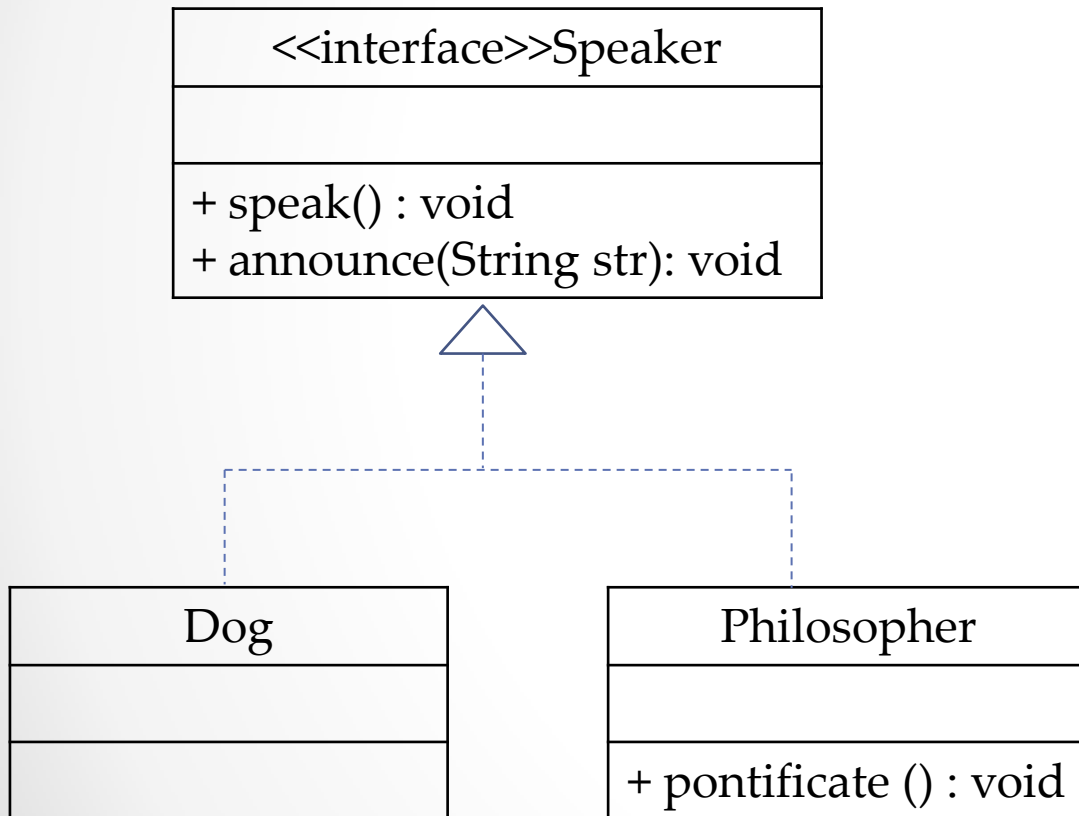 <<interface>>Speaker
+ speak() : void
+ announce(String str): void
Dog
Philosopher
+ pontificate () : void